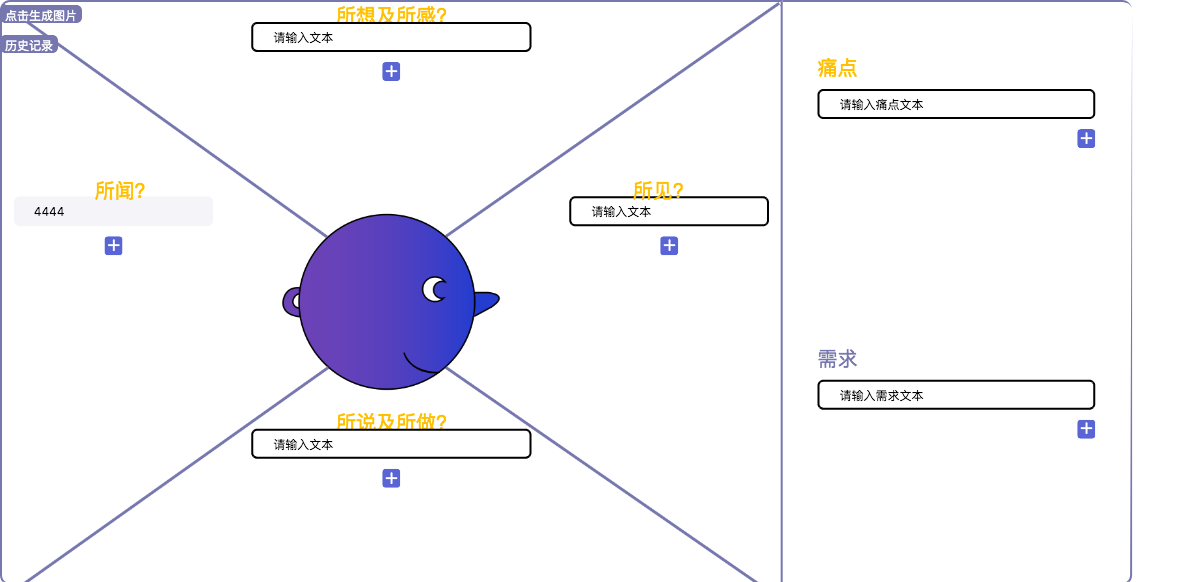 点击生成图片
历史记录
所想及所感?
请输入文本
所闻?
4444
所见?
请输入文本
所说及所做?
请输入文本
痛点
请输入痛点文本
需求
请输入需求文本